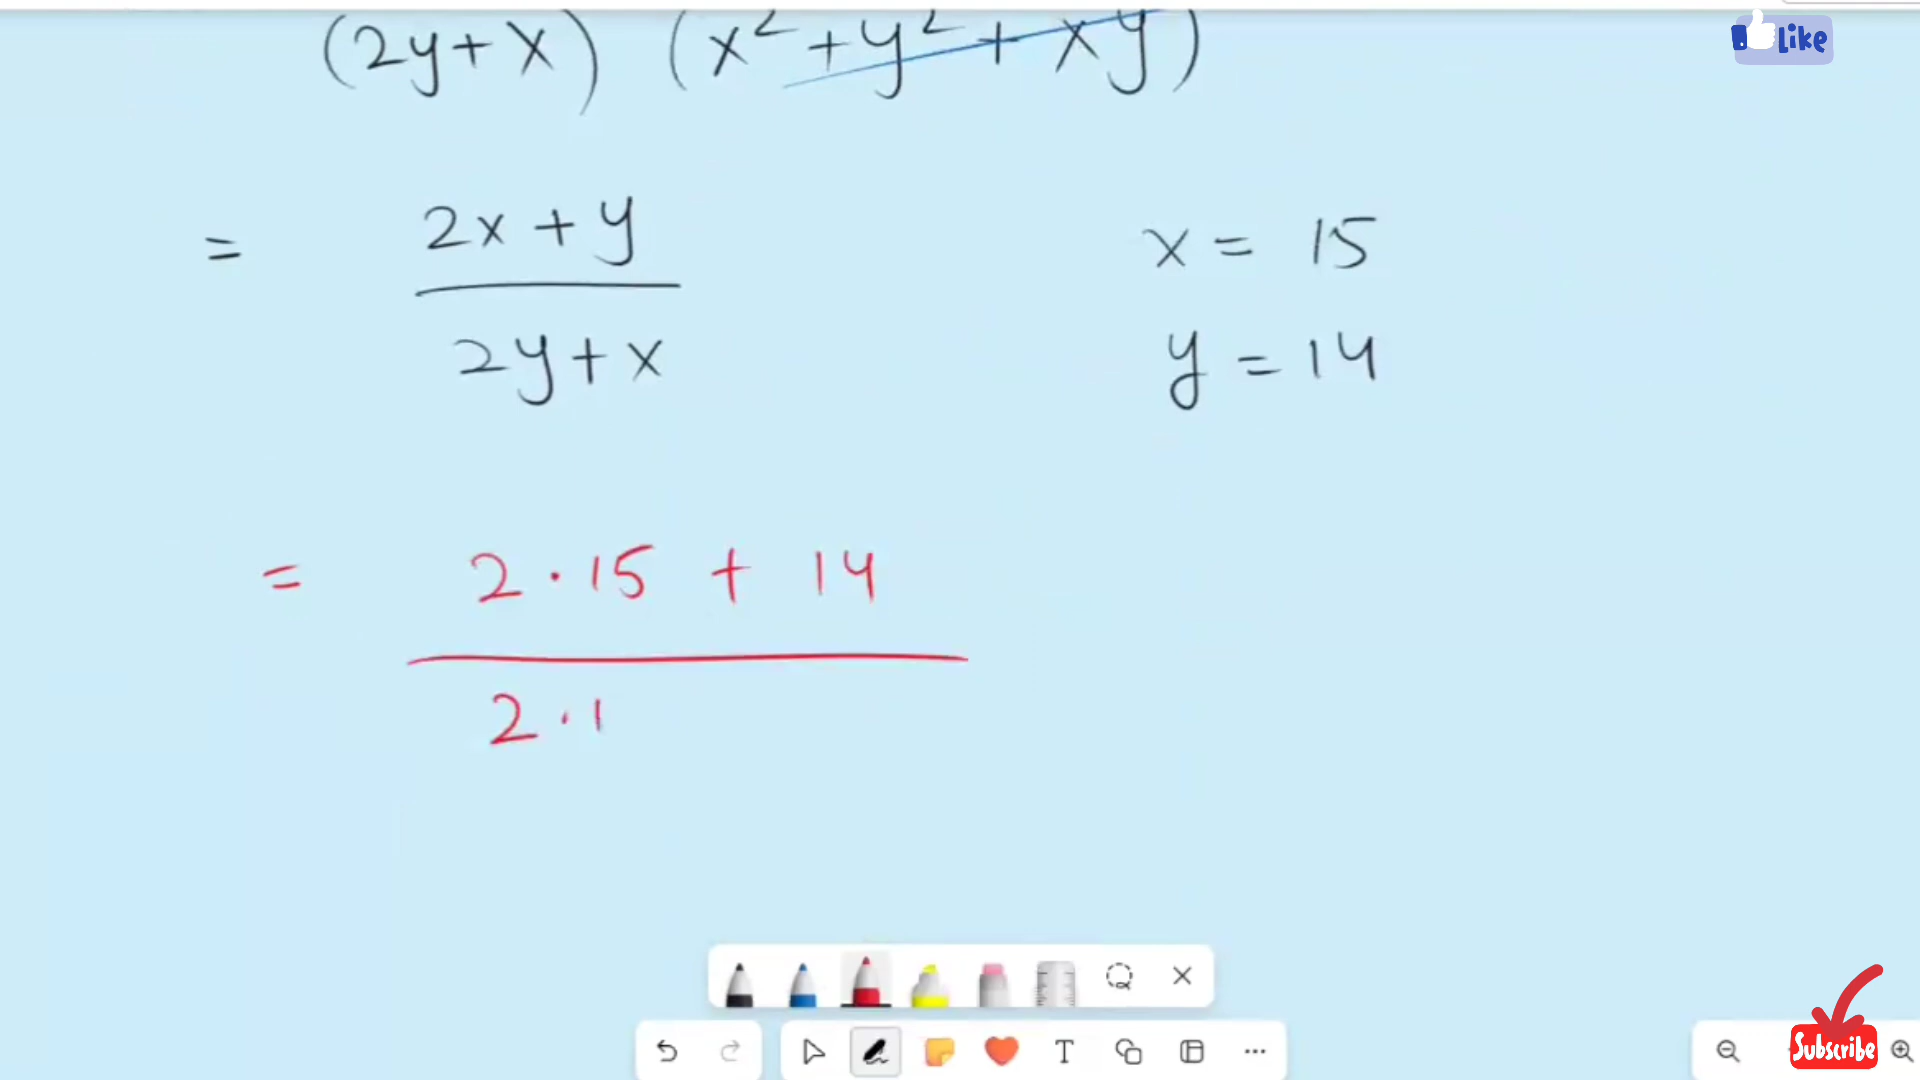 (2y+x) (x² + y² + xy)
Like
= 2x + y
2y + x
x = 15
y = 14
= 2 · 15 + 14
2 · 1
Subscribe